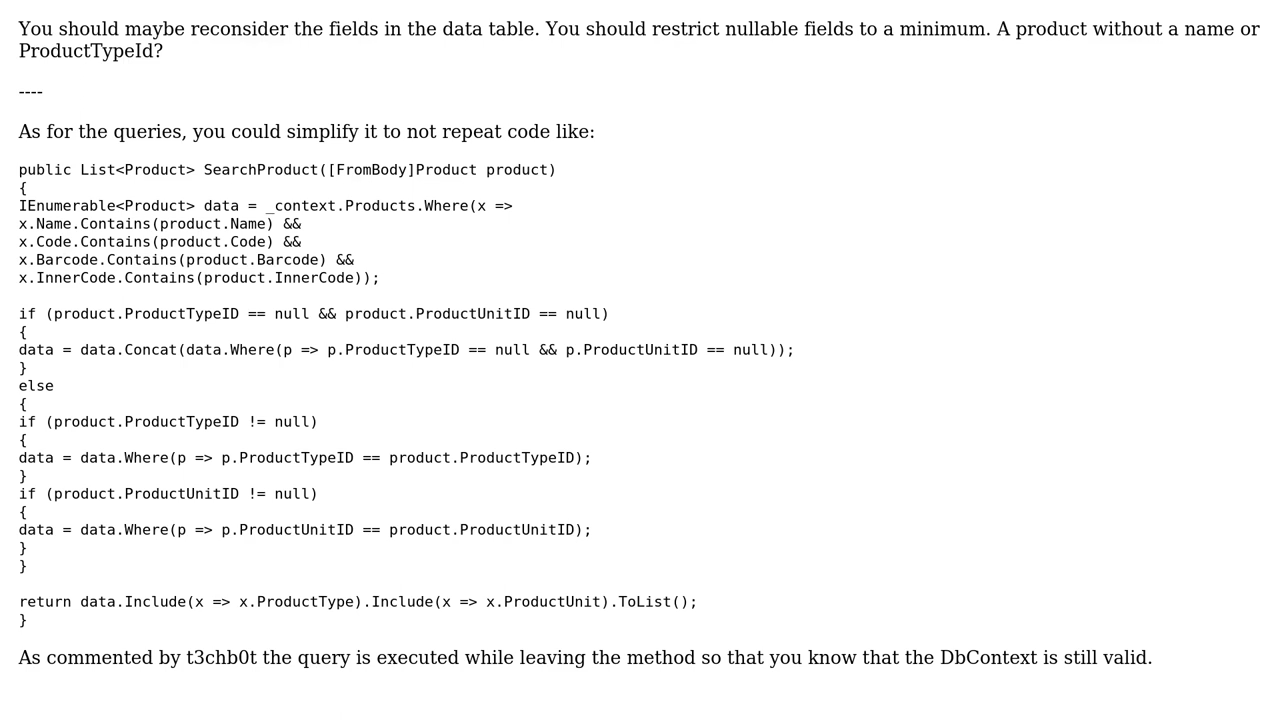 You should maybe reconsider the fields in the data table. You should restrict nullable fields to a minimum. A product without a name or
ProductTypeId?
----
As for the queries, you could simplify it to not repeat code like:
public List<Product> SearchProduct([FromBody]Product product)
{
IEnumerable<Product> data = _context.Products.Where(x =>
x.Name.Contains(product.Name) &&
x.Code.Contains(product.Code) &&
x.Barcode.Contains(product.Barcode) &&
x.InnerCode.Contains(product.InnerCode));
if (product.ProductTypeID == null && product.ProductUnitID == null)
{
data = data.Concat(data.Where(p => p.ProductTypeID == null && p.ProductUnitID == null));
}
else
{
if (product.ProductTypeID != null)
{
data = data.Where(p => p.ProductTypeID == product.ProductTypeID);
}
if (product.ProductUnitID != null)
{
data = data.Where(p => p.ProductUnitID == product.ProductUnitID);
}
}
return data.Include(x => x.ProductType).Include(x => x.ProductUnit).ToList();
}
As commented by t3chb0t the query is executed while leaving the method so that you know that the DbContext is still valid.